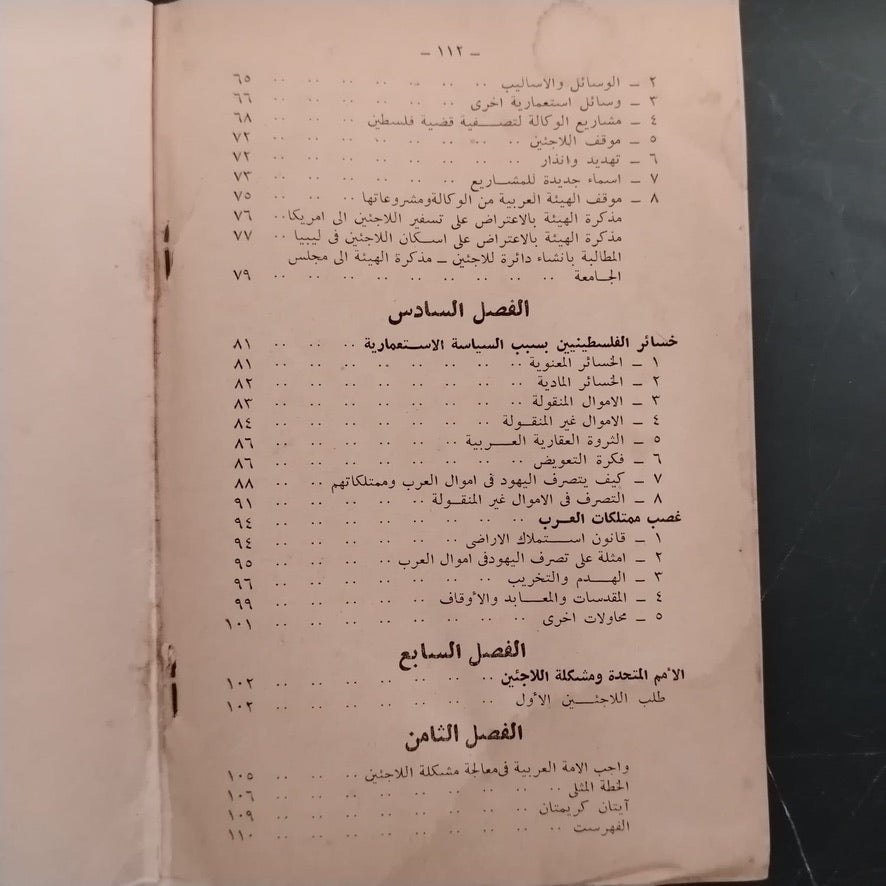 – ١١٢ –
٢ – الوسائل والاساليب .. .. .. .. .. .. .. ٦٥
٣ – وسائل استعمارية اخرى .. .. .. .. .. .. ٦٦
٤ – مشاريع الوكالة لتصفية قضية فلسطين .. .. .. .. ٦٨
٥ – موقف اللاجئين .. .. .. .. .. .. .. .. ٧٢
٦ – تهديد وانذار .. .. .. .. .. .. .. .. ٧٢
٧ – اسماء جديدة للمشاريع .. .. .. .. .. .. ٧٣
٨ – موقف الهيئة العربية من الوكالة ومشروعاتها .. .. .. ٧٥
مذكرة الهيئة بالاعتراض على تسفير اللاجئين الى امريكا .. ٧٦
مذكرة الهيئة بالاعتراض على اسكان اللاجئين فى ليبيا .. ٧٧
المطالبة بانشاء دائرة للاجئين – مذكرة الهيئة الى مجلس
الجامعة .. .. .. .. .. .. .. .. .. ٧٩
الفصل السادس
خسائر الفلسطينيين بسبب السياسة الاستعمارية .. .. .. ٨١
١ – الخسائر المعنوية .. .. .. .. .. .. .. .. ٨١
٢ – الخسائر المادية .. .. .. .. .. .. .. .. ٨٢
٣ – الاموال المنقولة .. .. .. .. .. .. .. .. ٨٣
٤ – الاموال غير المنقولة .. .. .. .. .. .. .. ٨٤
٥ – الثروة العقارية العربية .. .. .. .. .. .. ٨٦
٦ – فكرة التعويض .. .. .. .. .. .. .. .. ٨٦
٧ – كيف يتصرف اليهود فى اموال العرب وممتلكاتهم .. .. ٨٨
٨ – التصرف فى الاموال غير المنقولة .. .. .. .. .. ٩١
غصب ممتلكات العرب .. .. .. .. .. .. .. .. ٩٤
١ – قانون استملاك الاراضى .. .. .. .. .. .. ٩٤
٢ – امثلة على تصرف اليهود فى اموال العرب .. .. .. .. ٩٥
٣ – الهدم والتخريب .. .. .. .. .. .. .. ٩٦
٤ – المقدسات والمعابد والأوقاف .. .. .. .. .. ٩٩
٥ – محاولات اخرى .. .. .. .. .. .. .. .. ١٠١
الفصل السابع
الأمم المتحدة ومشكلة اللاجئين .. .. .. .. .. .. .. ١٠٢
طلب اللاجئين الأول .. .. .. .. .. .. .. ١٠٢
الفصل الثامن
واجب الامة العربية فى معالجة مشكلة اللاجئين .. .. .. .. ١٠٥
الخطة المثلى .. .. .. .. .. .. .. .. .. ١٠٦
آيتان كريمتان .. .. .. .. .. .. .. .. ١٠٩
الفهرست .. .. .. .. .. .. .. .. .. ١١٠